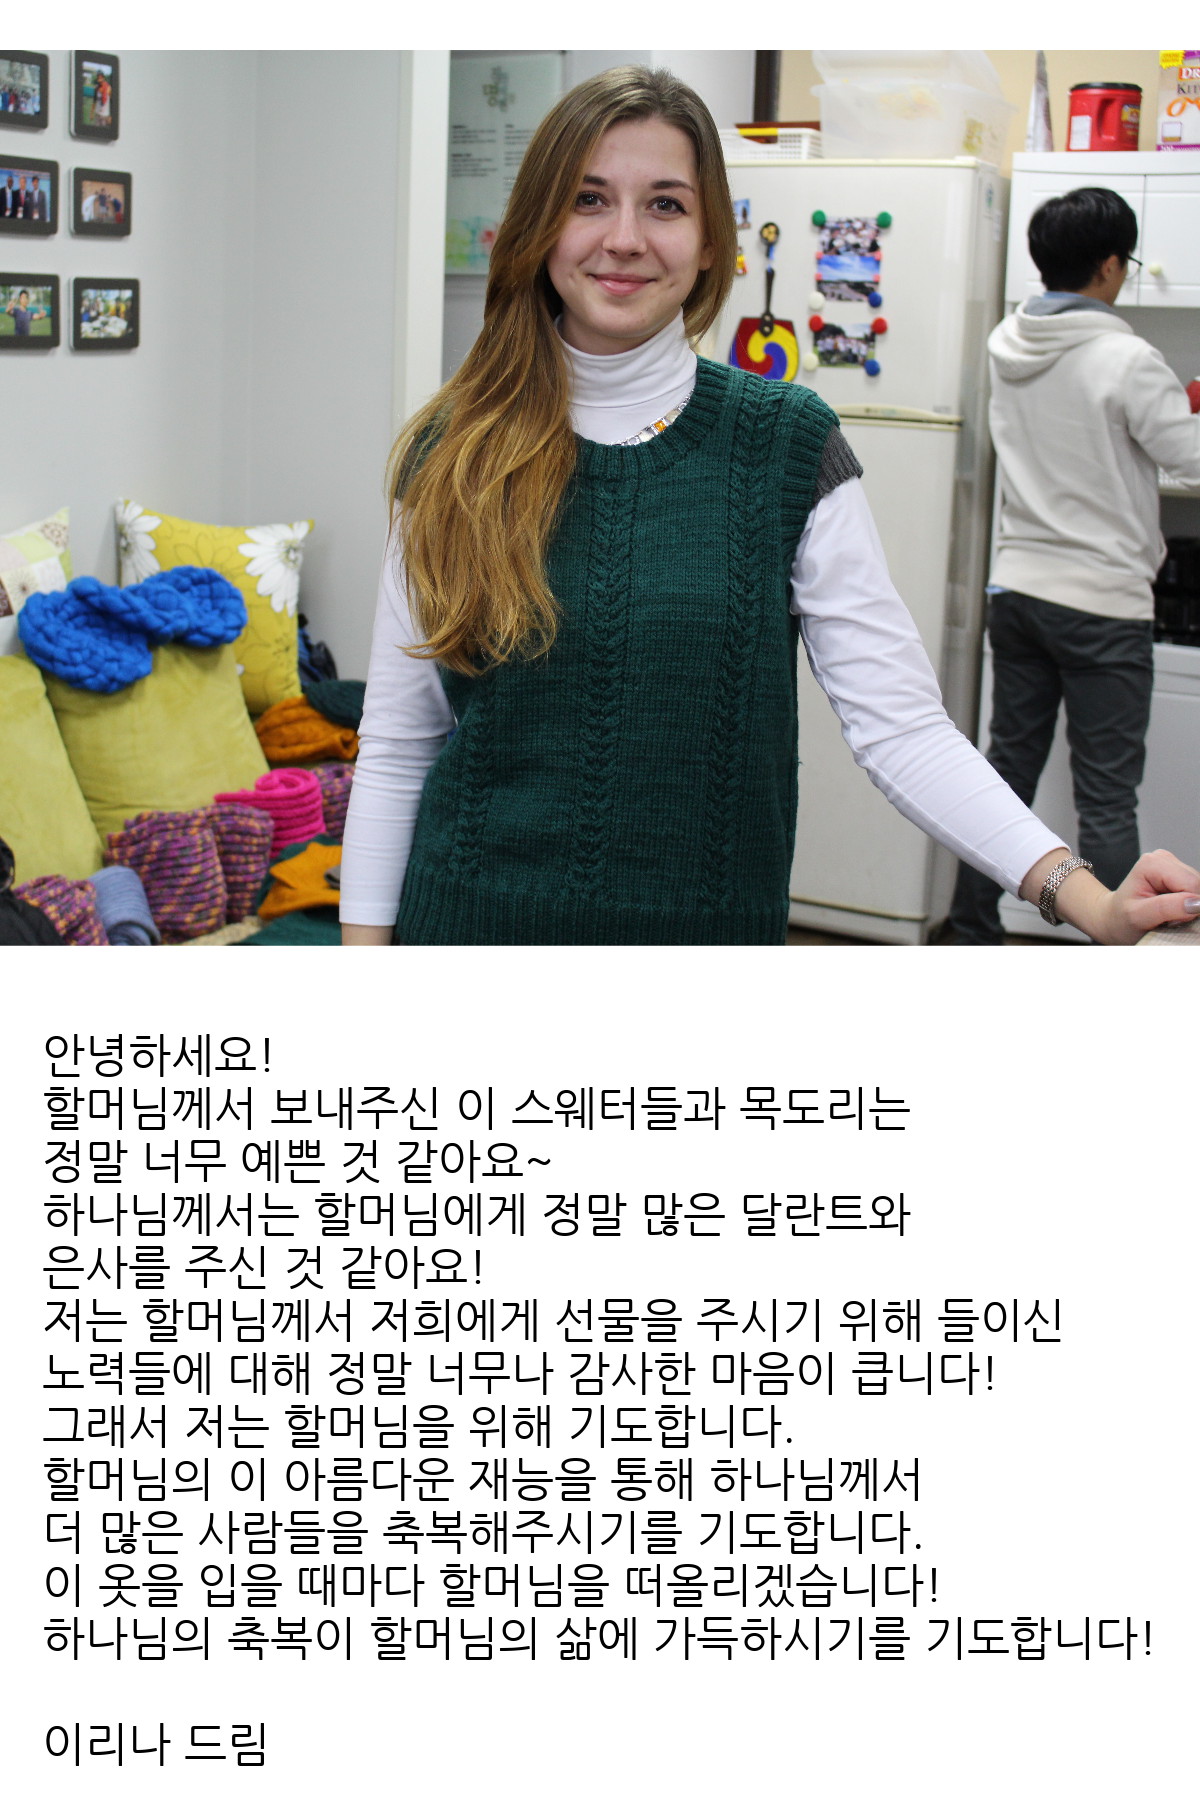 안녕하세요!
할머님께서 보내주신 이 스웨터들과 목도리는
정말 너무 예쁜 것 같아요~
하나님께서는 할머님에게 정말 많은 달란트와
은사를 주신 것 같아요!
저는 할머님께서 저희에게 선물을 주시기 위해 들이신
노력들에 대해 정말 너무나 감사한 마음이 큽니다!
그래서 저는 할머님을 위해 기도합니다.
할머님의 이 아름다운 재능을 통해 하나님께서
더 많은 사람들을 축복해주시기를 기도합니다.
이 옷을 입을 때마다 할머님을 떠올리겠습니다!
하나님의 축복이 할머님의 삶에 가득하시기를 기도합니다!
이리나 드림